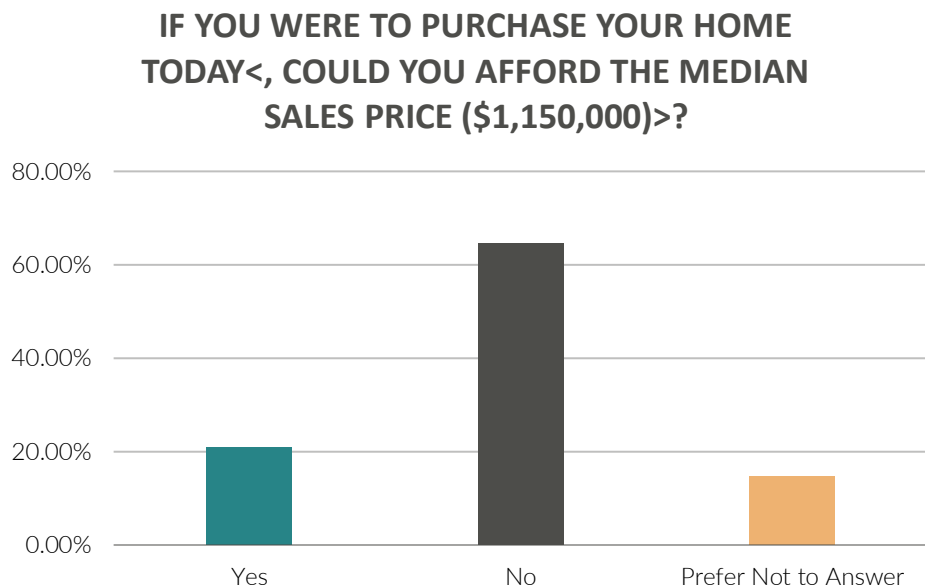 IF YOU WERE TO PURCHASE YOUR HOME
TODAY<, COULD YOU AFFORD THE MEDIAN
SALES PRICE ($1,150,000)>?
80.00%
60.00%
40.00%
20.00%
0.00%
Yes
No
Prefer Not to Answer